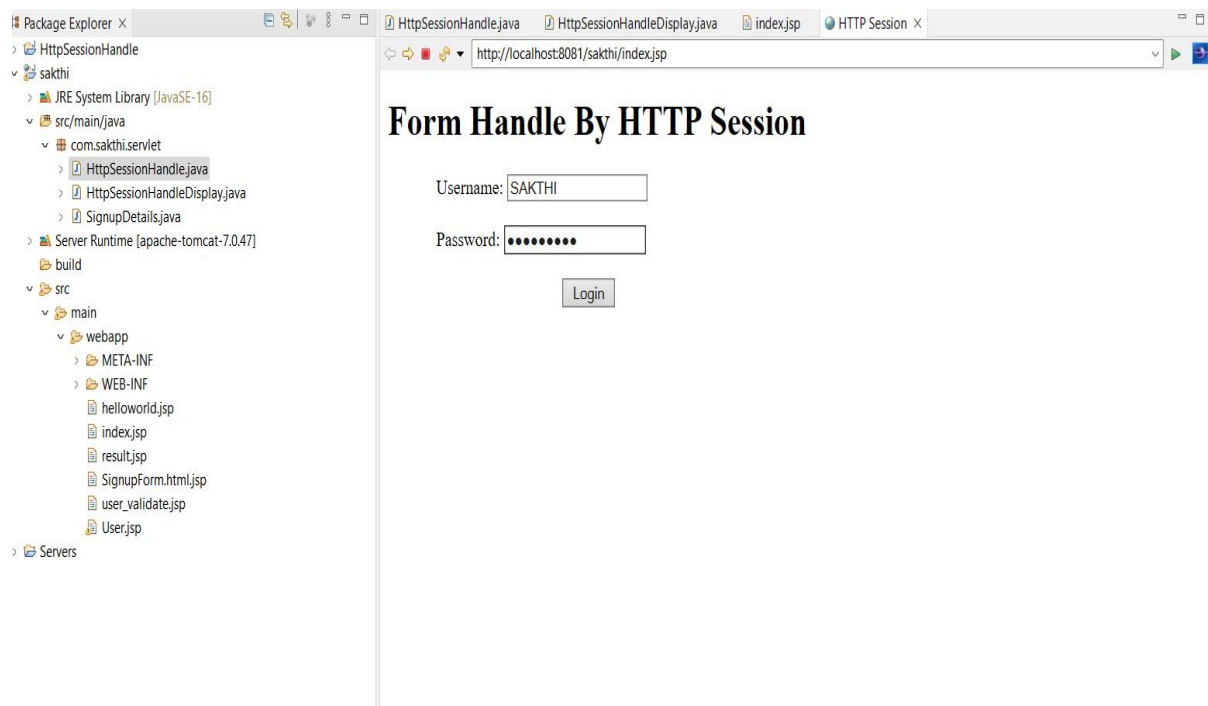 Package Explorer
HttpSessionHandle
sakthi
JRE System Library [JavaSE-16]
src/main/java
com.sakthi.servlet
HttpSessionHandle.java
HttpSessionHandleDisplay.java
SignupDetails.java
Server Runtime [apache-tomcat-7.0.47]
build
src
main
webapp
META-INF
WEB-INF
helloworld.jsp
index.jsp
result.jsp
SignupForm.html.jsp
user_validate.jsp
User.jsp
Servers
HttpSessionHandle.java HttpSessionHandleDisplay.java index.jsp HTTP Session
http://localhost:8081/sakthi/index.jsp
Form Handle By HTTP Session
Username: SAKTHI
Password: •••••••••
Login